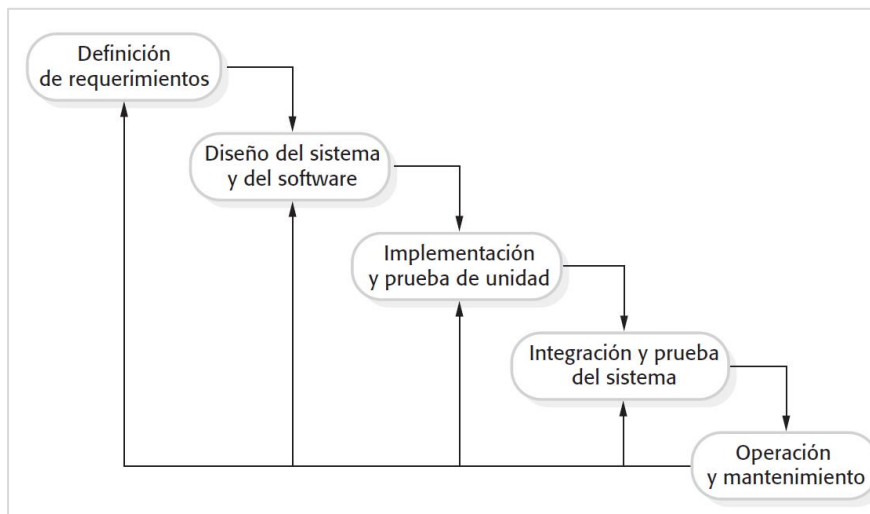 Definición
de requerimientos
Diseño del sistema
y del software
Implementación
y prueba de unidad
Integración y prueba
del sistema
Operación
y mantenimiento